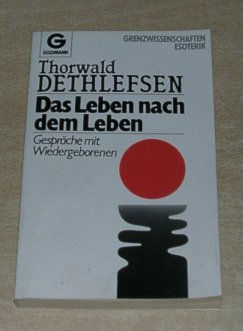 G
GOLDMANN
GRENZWISSENSCHAFTEN
ESOTERIK
Thorwald
DETHLEFSEN
Das Leben nach
dem Leben
Gespräche mit
Wiedergeborenen